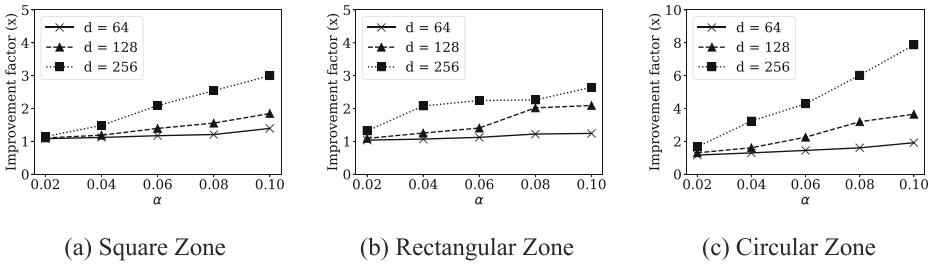 Improvement factor (x)
5
4
3
2
1
0
d = 64
d = 128
d = 256
0.02 0.04 0.06 0.08 0.10
α
(a) Square Zone
Improvement factor (x)
5
4
3
2
1
0
d = 64
d = 128
d = 256
0.02 0.04 0.06 0.08 0.10
α
(b) Rectangular Zone
Improvement factor (x)
10
8
6
4
2
0
d = 64
d = 128
d = 256
0.02 0.04 0.06 0.08 0.10
α
(c) Circular Zone